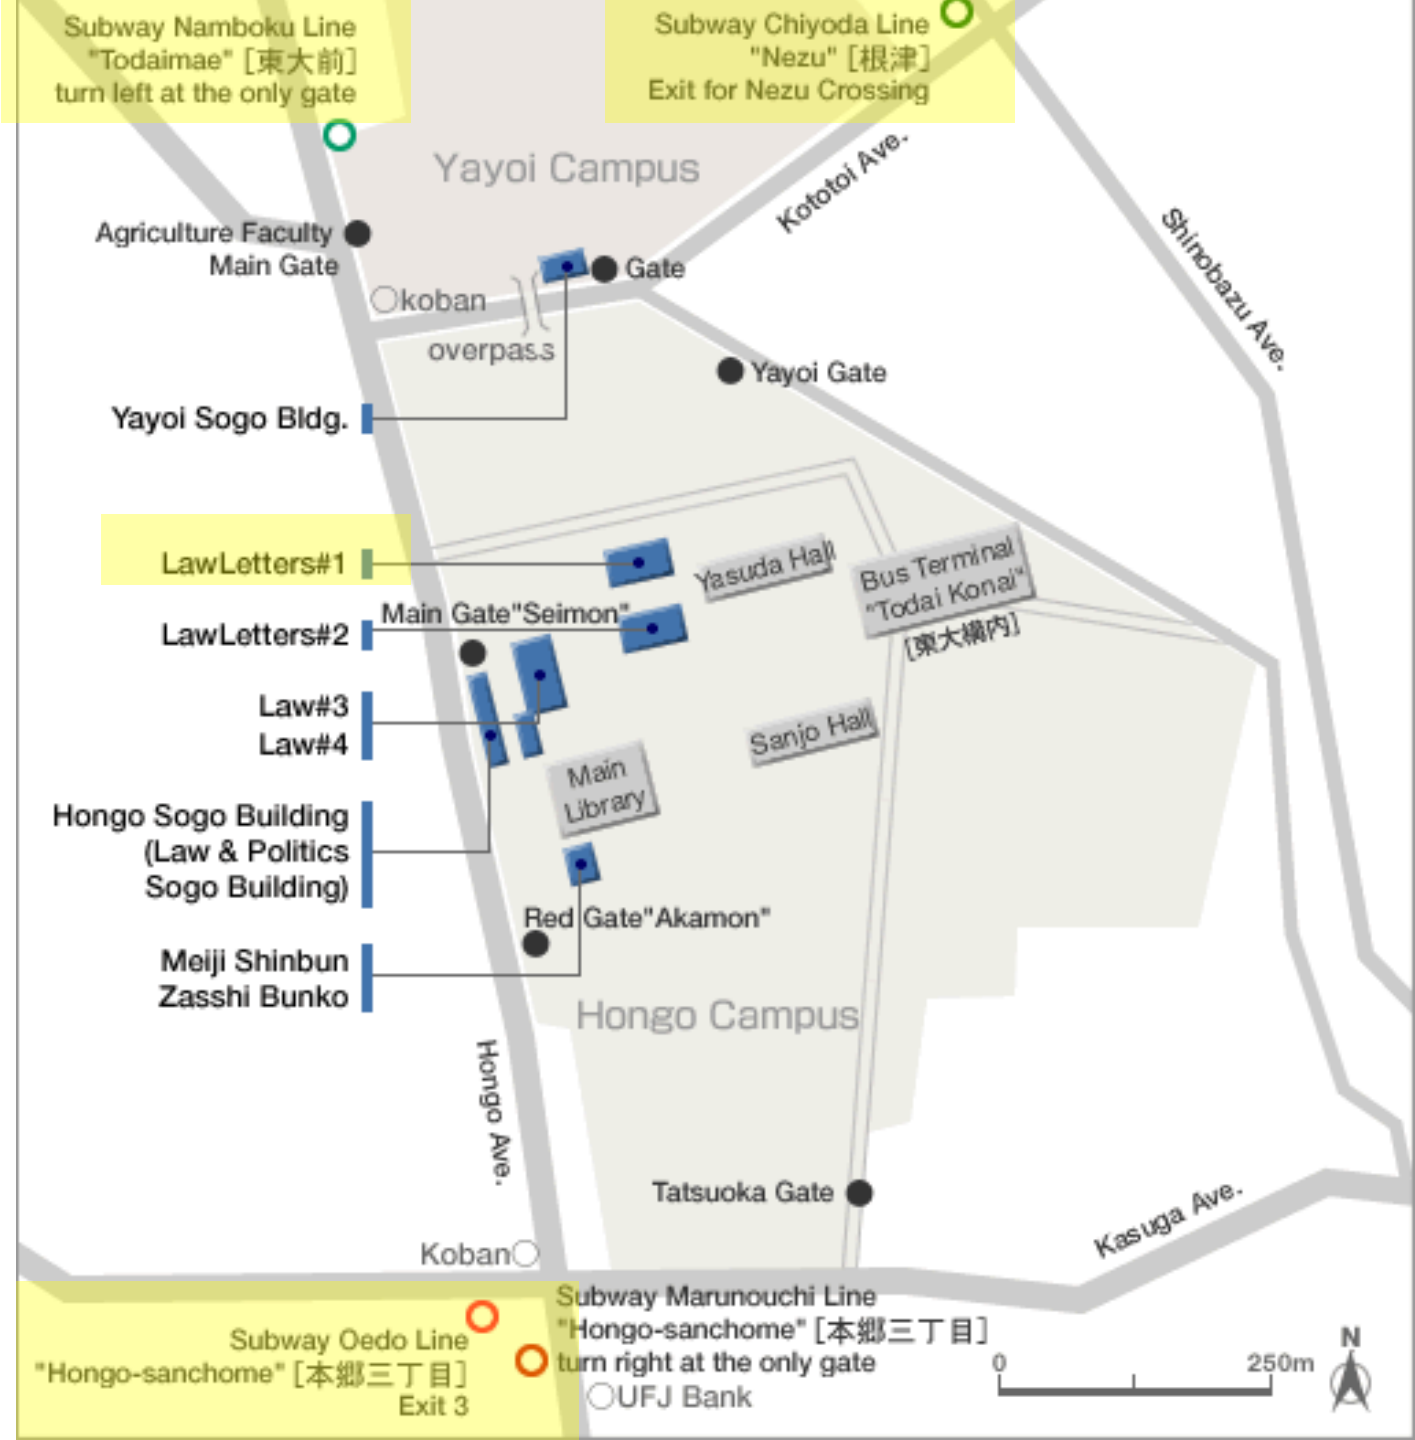 Subway Namboku Line
"Todaimae" [東大前]
turn left at the only gate
Subway Chiyoda Line
"Nezu" [根津]
Exit for Nezu Crossing
Yayoi Campus
Kototoi Ave.
Shinobazu Ave.
Agriculture Faculty
Main Gate
Gate
koban
overpass
Yayoi Gate
Yayoi Sogo Bldg.
LawLetters#1
Yasuda Hall
Bus Terminal
"Todai Konai"
[東大構内]
Main Gate"Seimon"
LawLetters#2
Law#3
Law#4
Sanjo Hall
Main
Library
Hongo Sogo Building
(Law & Politics
Sogo Building)
Red Gate"Akamon"
Meiji Shinbun
Zasshi Bunko
Hongo Campus
Hongo Ave.
Tatsuoka Gate
Kasuga Ave.
Koban
Subway Oedo Line
"Hongo-sanchome" [本郷三丁目]
Exit 3
Subway Marunouchi Line
"Hongo-sanchome" [本郷三丁目]
turn right at the only gate
UFJ Bank
0 250m
N